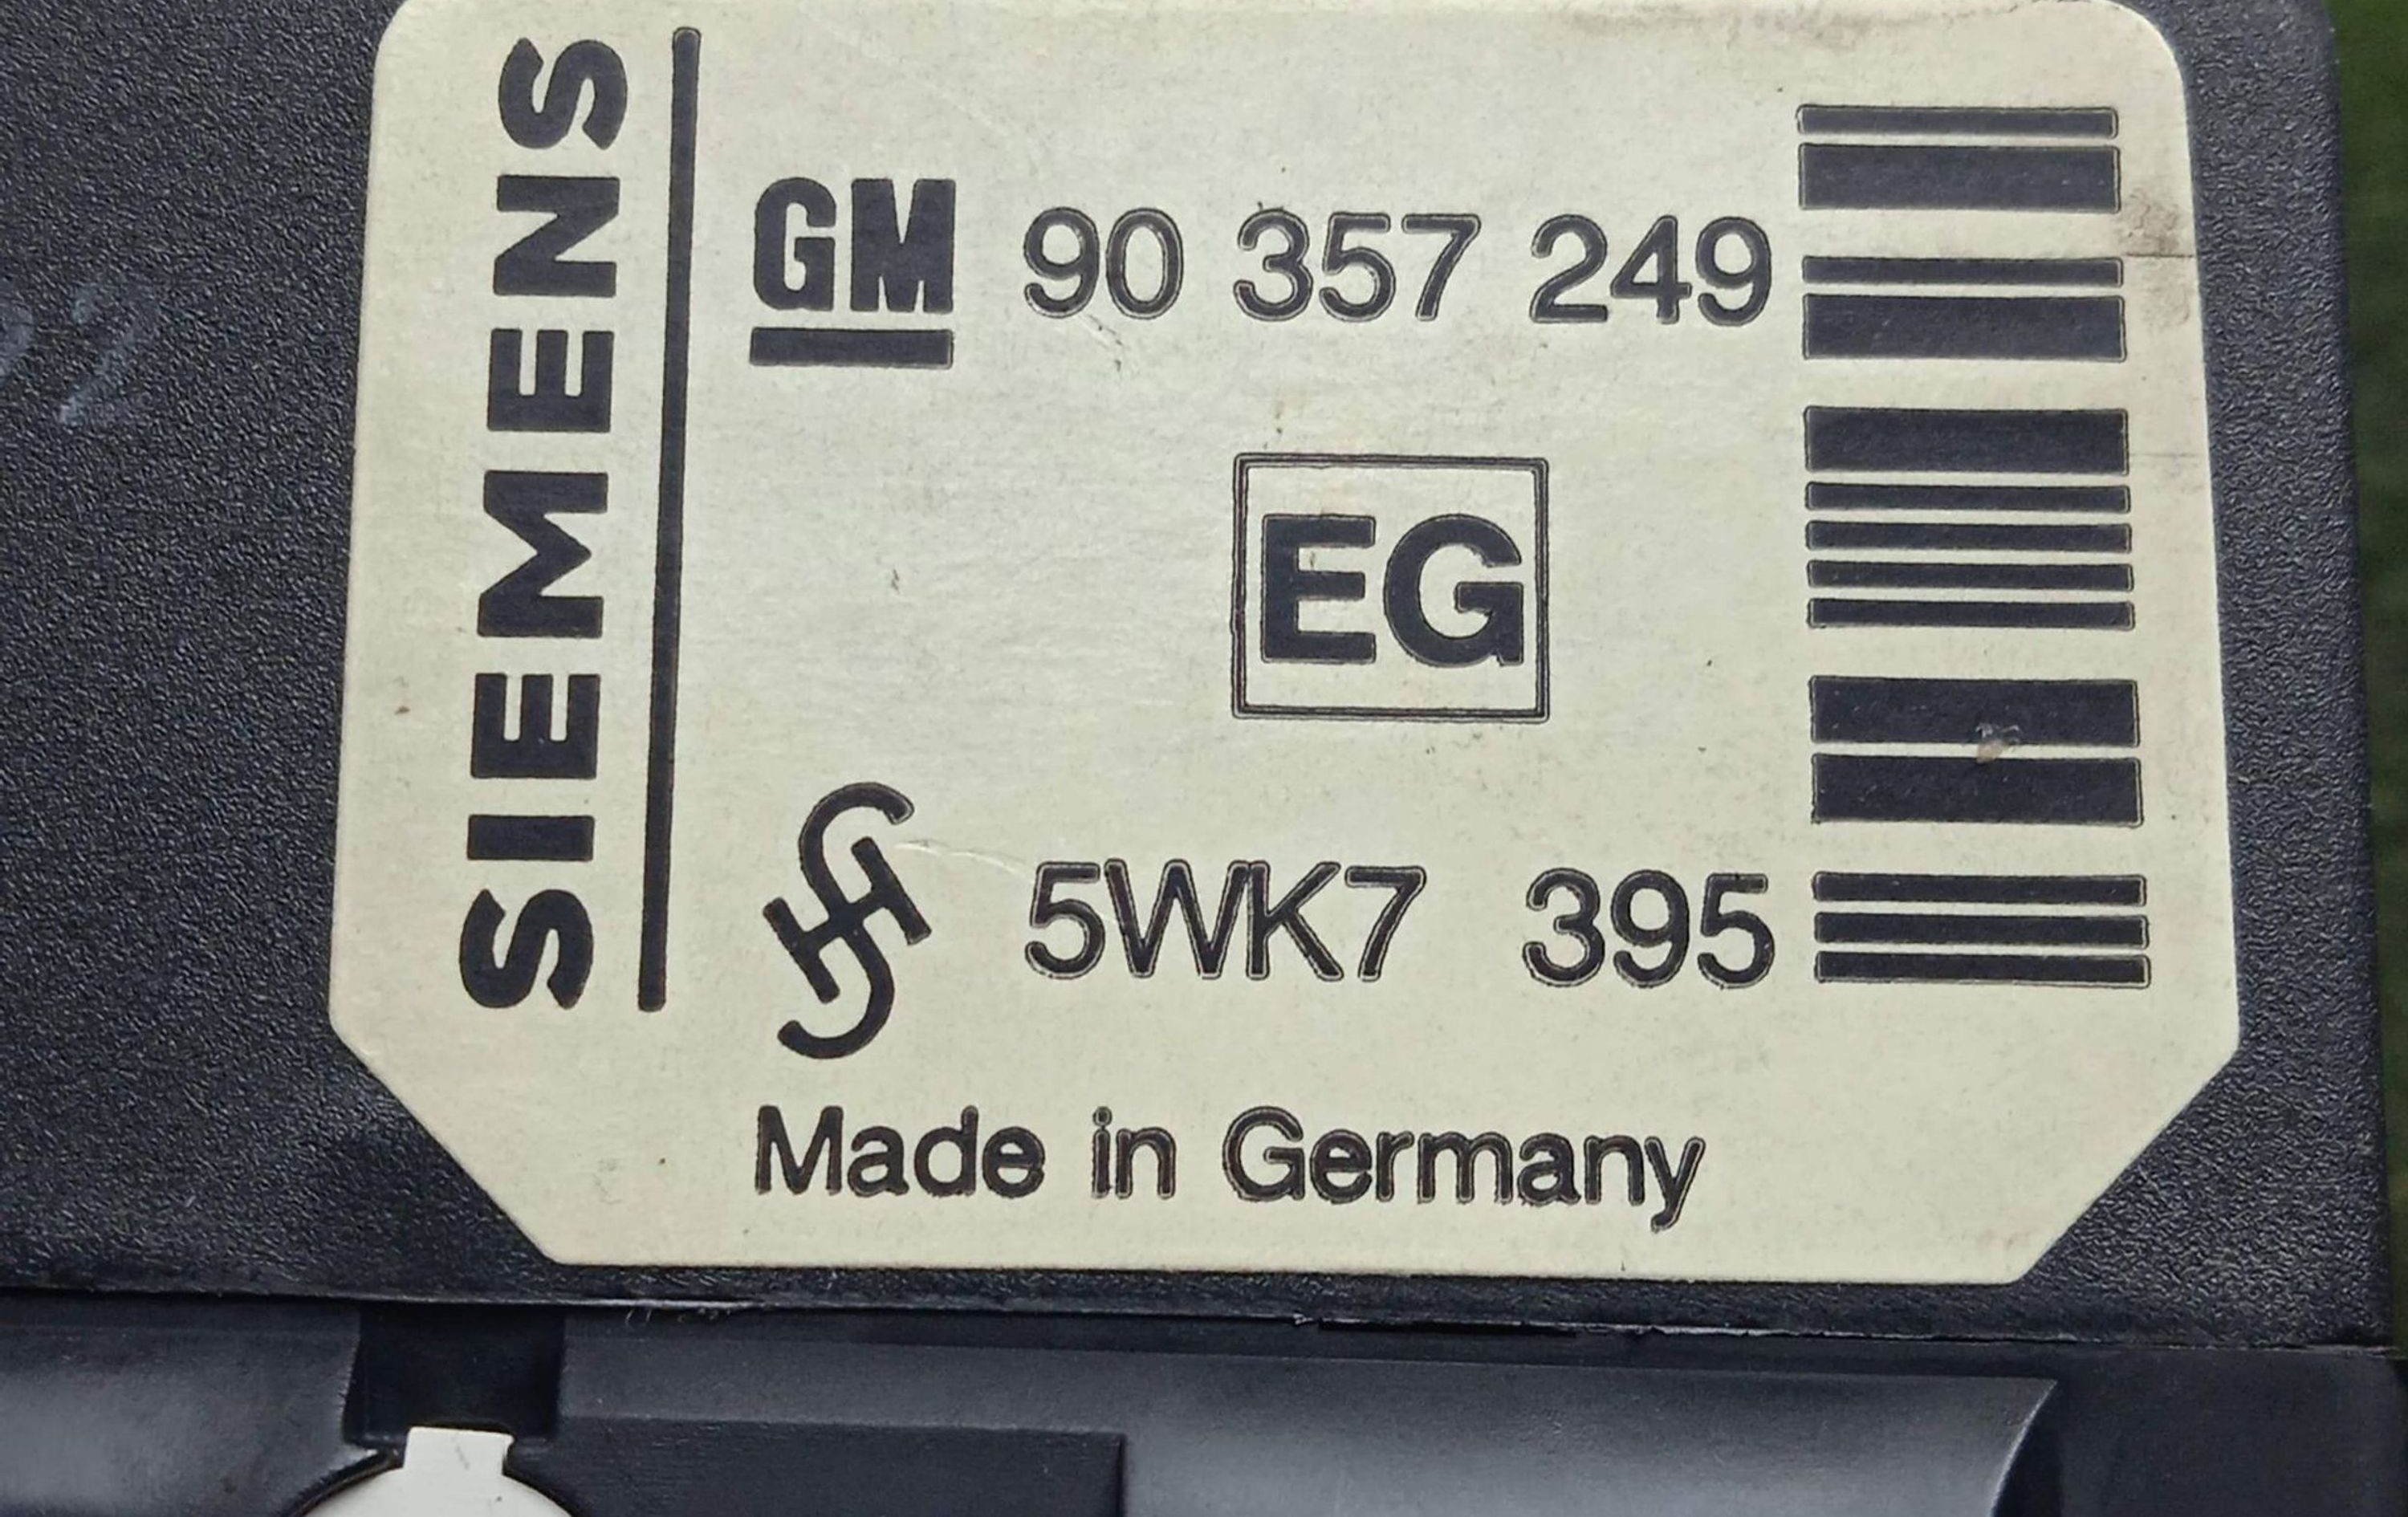 SIEMENS
GM 90 357 249
EG
5WK7 395
Made in Germany